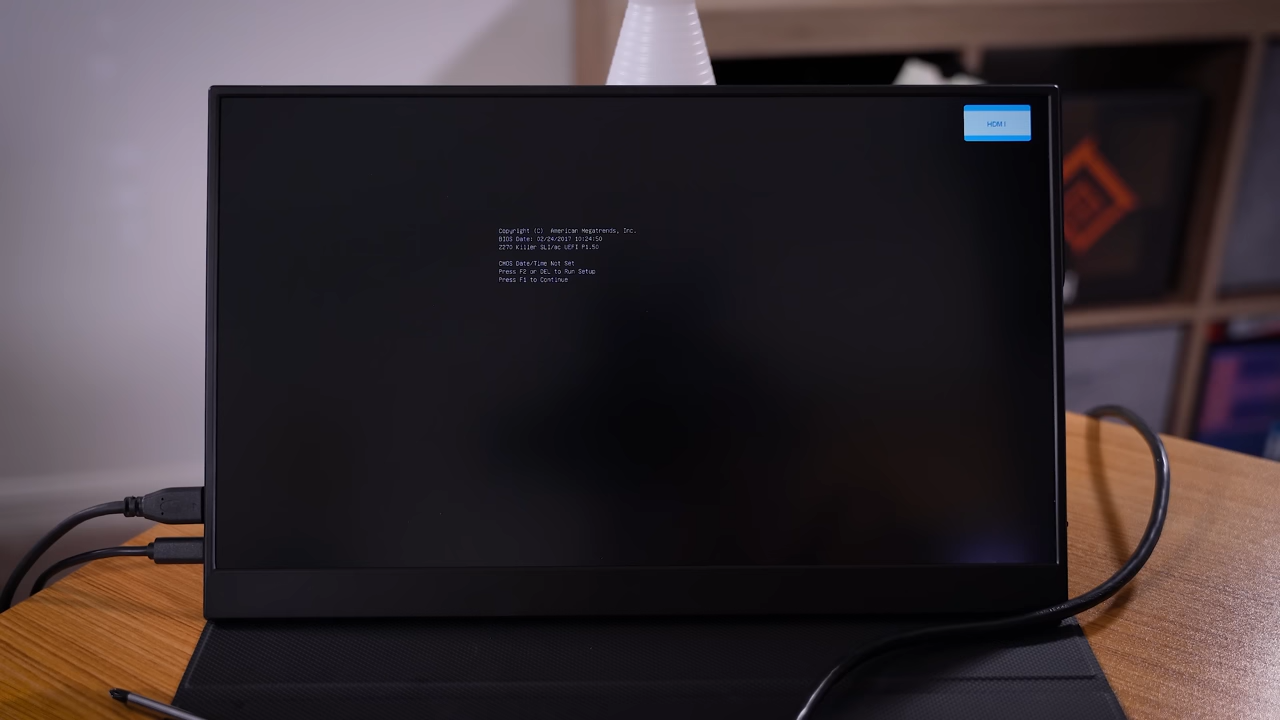 HDMI
Copyright (C) American Megatrends, Inc.
BIOS Date: 02/24/2017 10:24:50
Z270 Killer SLI/ac UEFI P1.50
CMOS Date/Time Not Set
Press F2 or DEL to Run Setup
Press F1 to Continue